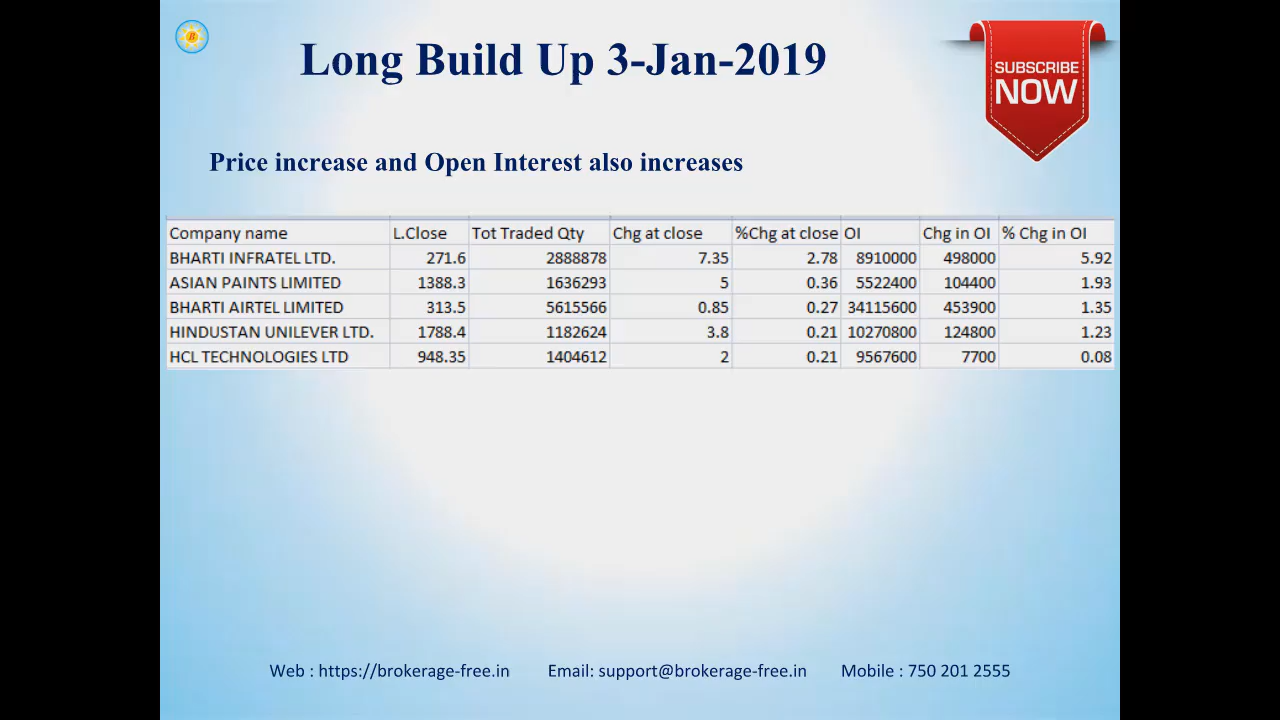 B
Long Build Up 3-Jan-2019
SUBSCRIBE
NOW
Price increase and Open Interest also increases
Company name L.Close Tot Traded Qty Chg at close %Chg at close OI Chg in OI % Chg in OI
BHARTI INFRATEL LTD. 271.6 2888878 7.35 2.78 8910000 498000 5.92
ASIAN PAINTS LIMITED 1388.3 1636293 5 0.36 5522400 104400 1.93
BHARTI AIRTEL LIMITED 313.5 5615566 0.85 0.27 34115600 453900 1.35
HINDUSTAN UNILEVER LTD. 1788.4 1182624 3.8 0.21 10270800 124800 1.23
HCL TECHNOLOGIES LTD 948.35 1404612 2 0.21 9567600 7700 0.08
Web : https://brokerage-free.in Email: support@brokerage-free.in Mobile : 750 201 2555